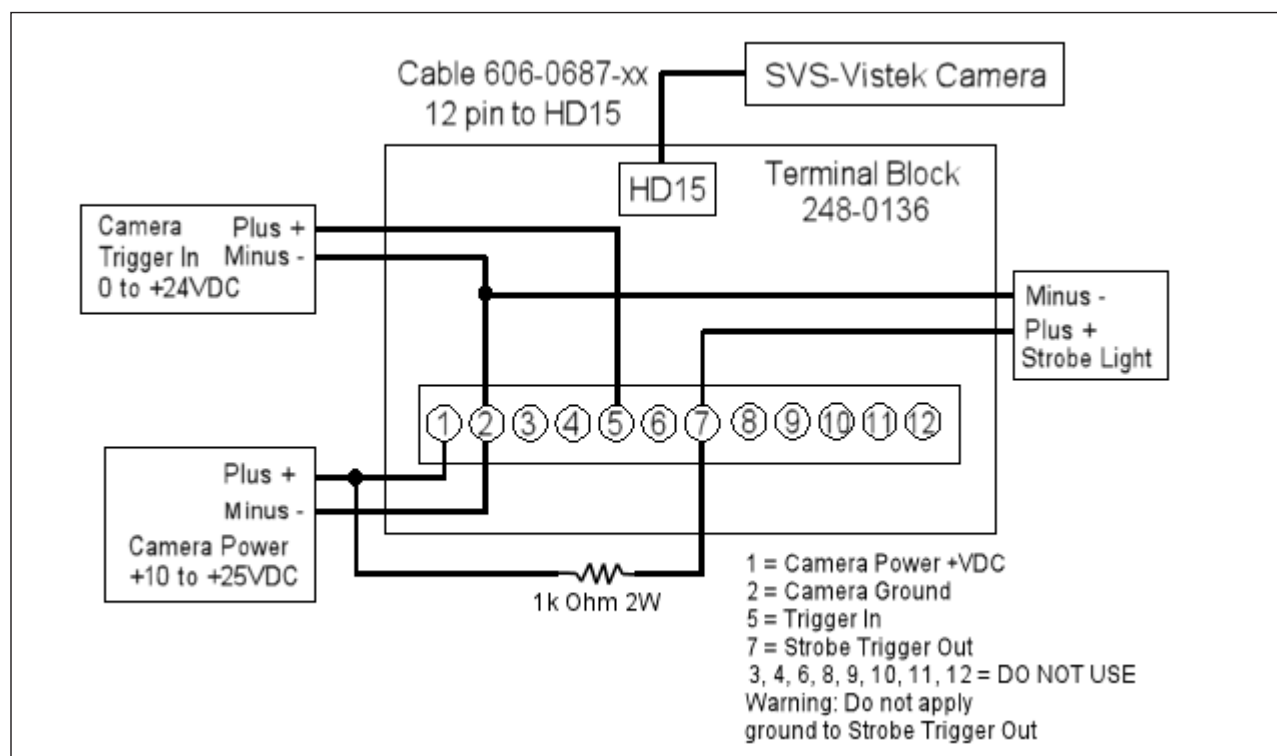 Cable 606-0687-xx
12 pin to HD15
SVS-Vistek Camera
HD15
Terminal Block
248-0136
Camera Plus +
Trigger In Minus -
0 to +24VDC
Minus -
Plus +
Strobe Light
1 2 3 4 5 6 7 8 9 10 11 12
Plus +
Minus -
Camera Power
+10 to +25VDC
1k Ohm 2W
1 = Camera Power +VDC
2 = Camera Ground
5 = Trigger In
7 = Strobe Trigger Out
3, 4, 6, 8, 9, 10, 11, 12 = DO NOT USE
Warning: Do not apply
ground to Strobe Trigger Out